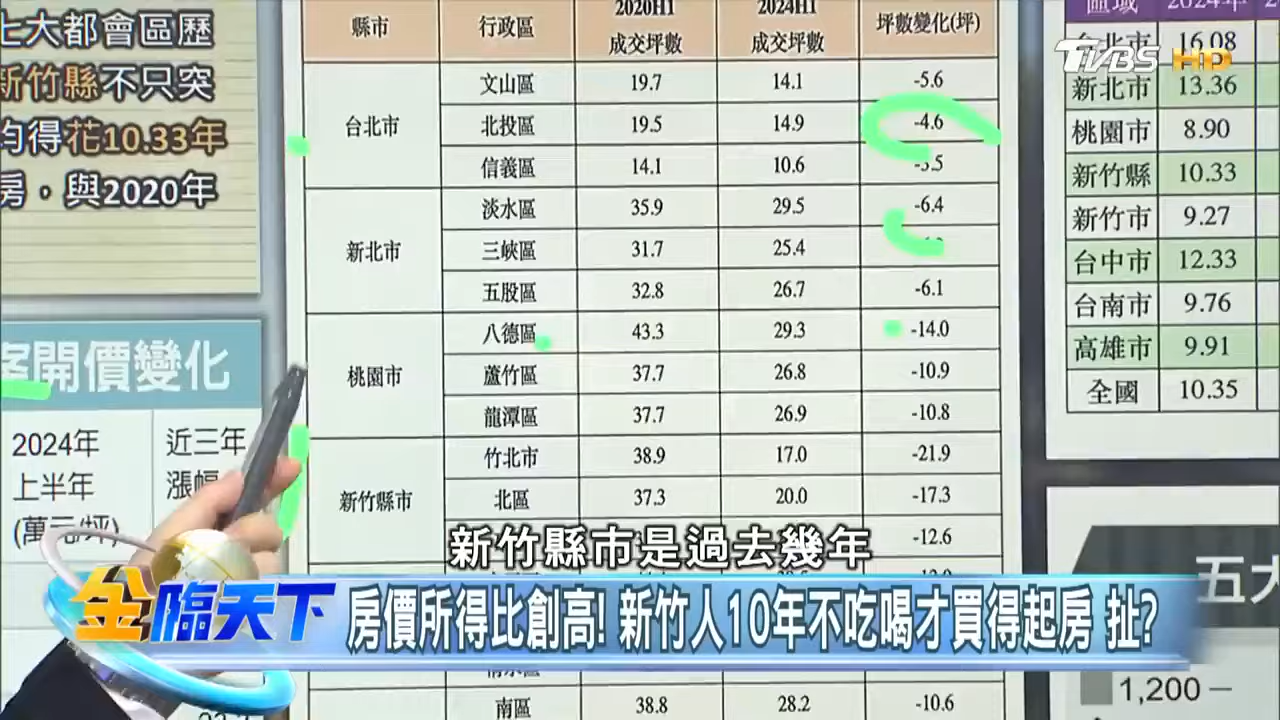 七大都會區歷
新竹縣不只突
均得花10.33年
房，與2020年
開價變化
2024年
上半年
(萬元/坪)
近三年
漲幅
縣市 行政區 2020H1 成交坪數 2024H1 成交坪數 坪數變化(坪)
台北市
文山區 19.7 14.1 -5.6
北投區 19.5 14.9 -4.6
信義區 14.1 10.6 -3.5
新北市
淡水區 35.9 29.5 -6.4
三峽區 31.7 25.4
五股區 32.8 26.7 -6.1
桃園市
八德區 43.3 29.3 -14.0
蘆竹區 37.7 26.8 -10.9
龍潭區 37.7 26.9 -10.8
新竹縣市
竹北市 38.9 17.0 -21.9
北區 37.3 20.0 -17.3
-12.6
南區 38.8 28.2 -10.6
區域 2024年
台北市 16.08
新北市 13.36
桃園市 8.90
新竹縣 10.33
新竹市 9.27
台中市 12.33
台南市 9.76
高雄市 9.91
全國 10.35
TVBS HD
五大
1,200
新竹縣市是過去幾年
金臨天下
房價所得比創高! 新竹人10年不吃喝才買得起房 扯?